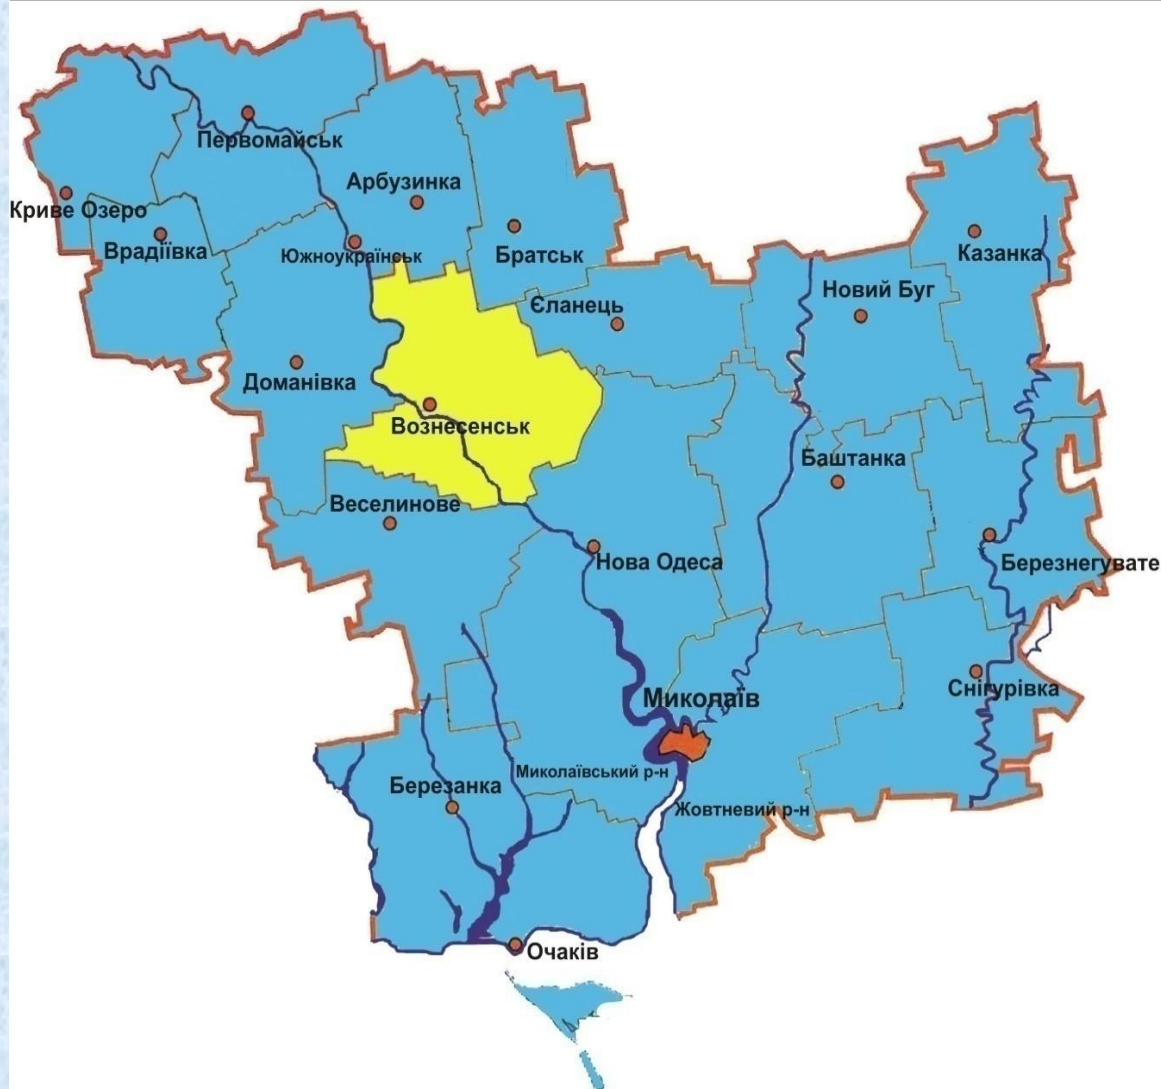 Первомайськ
Арбузинка
Криве Озеро
Врадіївка
Южноукраїнськ
Братськ
Казанка
Єланець
Новий Буг
Доманівка
Вознесенськ
Баштанка
Веселинове
Нова Одеса
Березнегувате
Снігурівка
Миколаїв
Миколаївський р-н
Березанка
Жовтневий р-н
Очаків